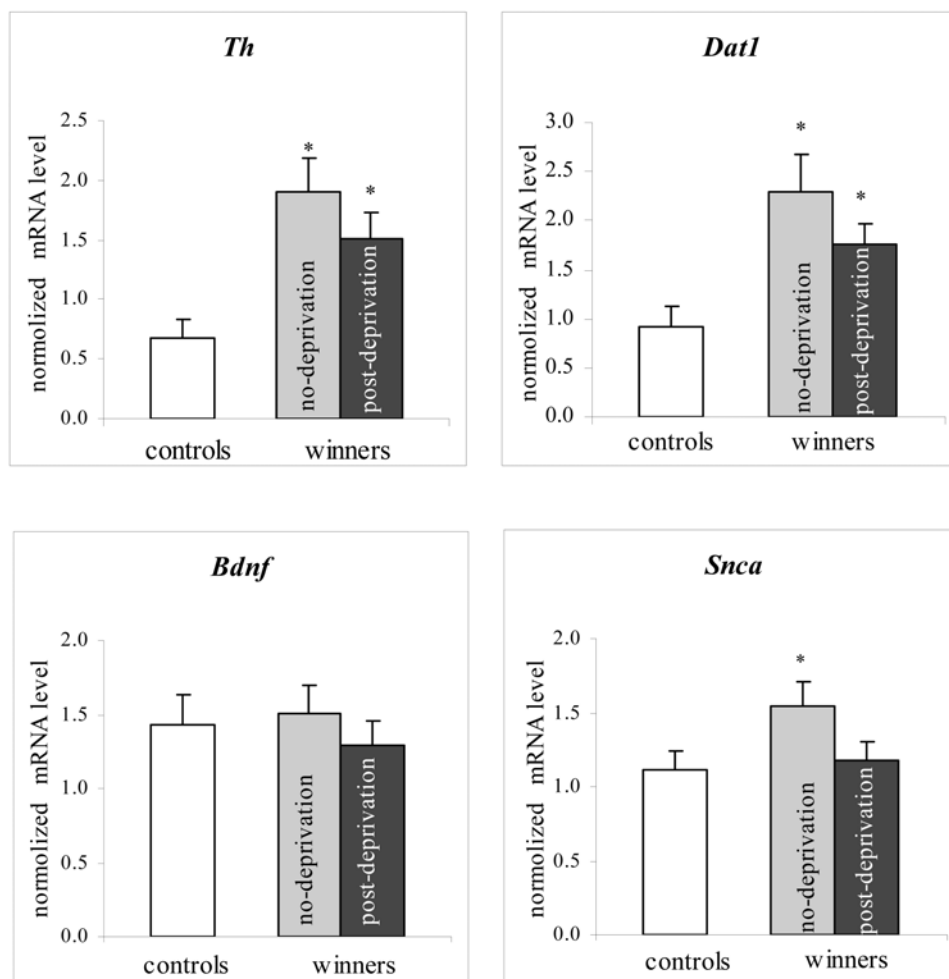 Th
normolized mRNA level
2.5
2.0
1.5
1.0
0.5
0.0
*
*
no-deprivation
post-deprivation
controls
winners
Dat1
normolized mRNA level
3.0
2.5
2.0
1.5
1.0
0.5
0.0
*
*
no-deprivation
post-deprivation
controls
winners
Bdnf
normolized mRNA level
2.0
1.5
1.0
0.5
0.0
no-deprivation
post-deprivation
controls
winners
Snca
normolized mRNA level
2.0
1.5
1.0
0.5
0.0
*
no-deprivation
post-deprivation
controls
winners